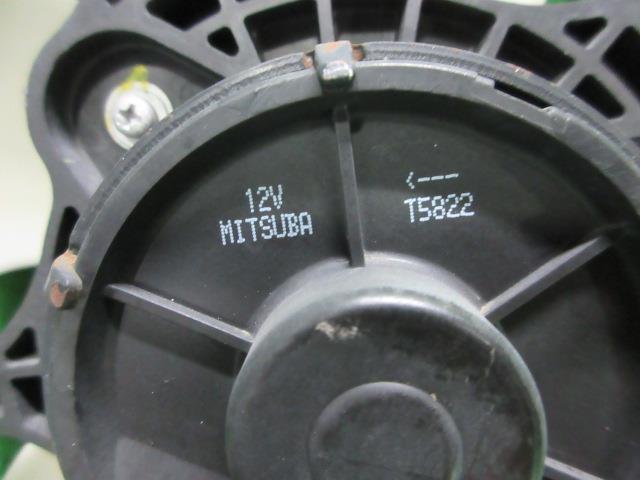 12V
MITSUBA
<---
T5822